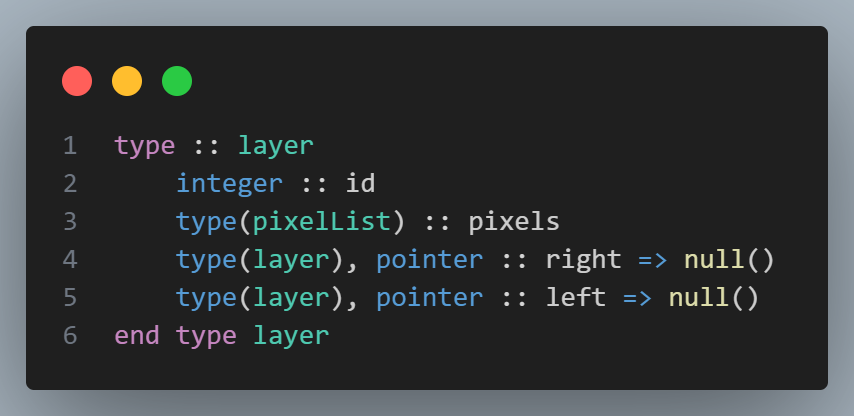 1 type :: layer
2     integer :: id
3     type(pixelList) :: pixels
4     type(layer), pointer :: right => null()
5     type(layer), pointer :: left => null()
6 end type layer